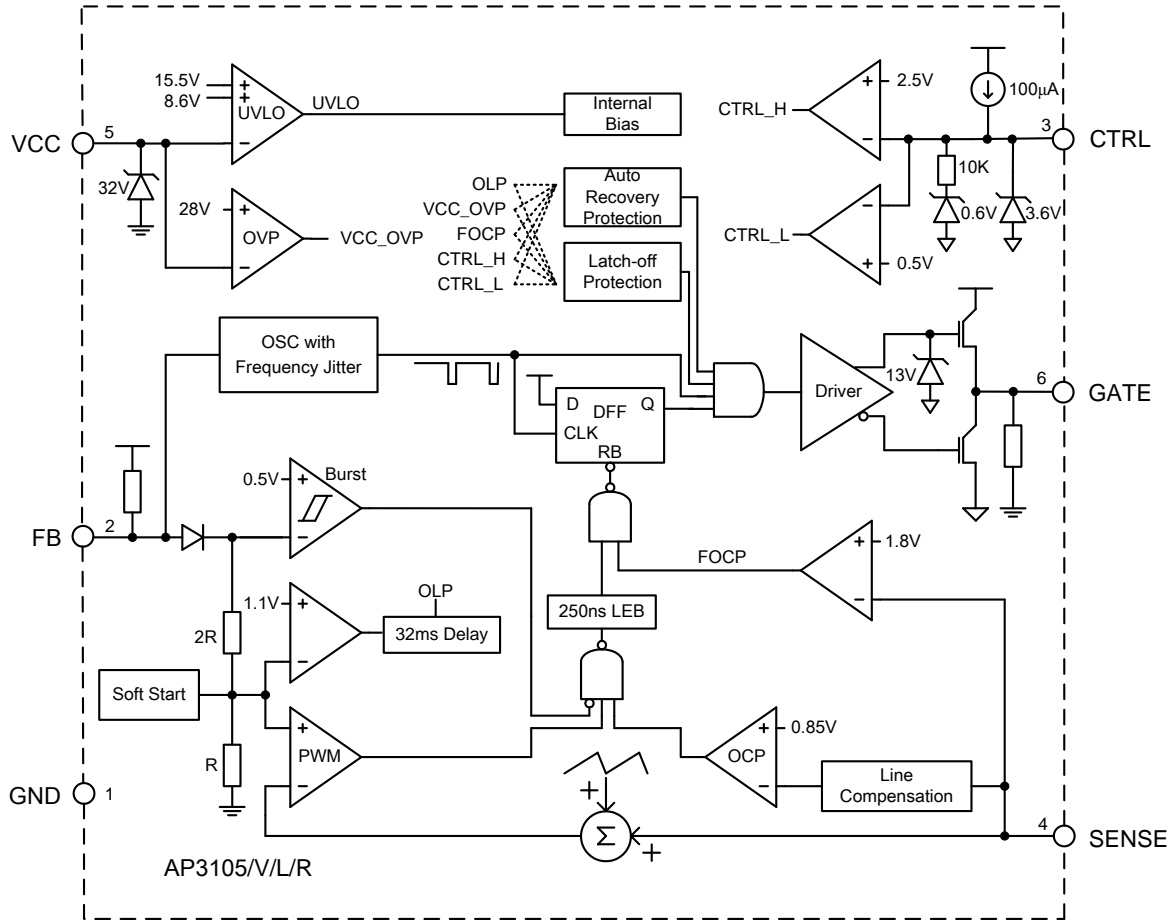 15.5V
8.6V
+
+
UVLO
−
UVLO
Internal
Bias
CTRL_H
+
2.5V
−
100μA
VCC
5
3
CTRL
32V
28V
+
OVP
−
VCC_OVP
OLP
VCC_OVP
FOCP
CTRL_H
CTRL_L
Auto
Recovery
Protection
Latch-off
Protection
CTRL_L
−
+
0.5V
10K
0.6V
3.6V
OSC with
Frequency Jitter
D
DFF
Q
CLK
RB
Driver
13V
6
GATE
0.5V
+
Burst
−
FB
2
FOCP
+
1.8V
−
1.1V
+
−
OLP
32ms Delay
250ns LEB
2R
Soft Start
R
+
PWM
−
+
0.85V
OCP
−
Line
Compensation
GND
1
+
Σ
+
4
SENSE
AP3105/V/L/R